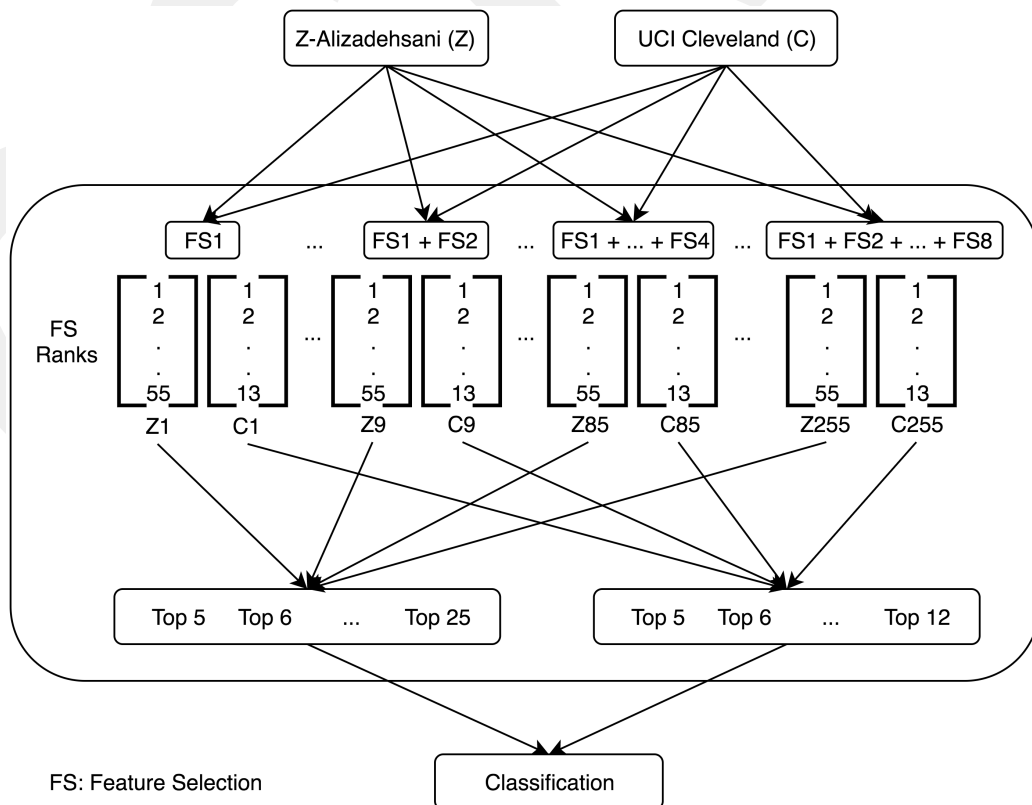 Z-Alizadehsani (Z) UCI Cleveland (C)
FS1 ... FS1 + FS2 ... FS1 + ... + FS4 ... FS1 + FS2 + ... + FS8
1 1 1 1 1 1 1 1
2 2 2 2 2 2 2 2
FS
Ranks
... ... ...
. . . . . . . .
. . . . . . . .
55 13 55 13 55 13 55 13
Z1 C1 Z9 C9 Z85 C85 Z255 C255
Top 5 Top 6 ... Top 25 Top 5 Top 6 ... Top 12
FS: Feature Selection Classification